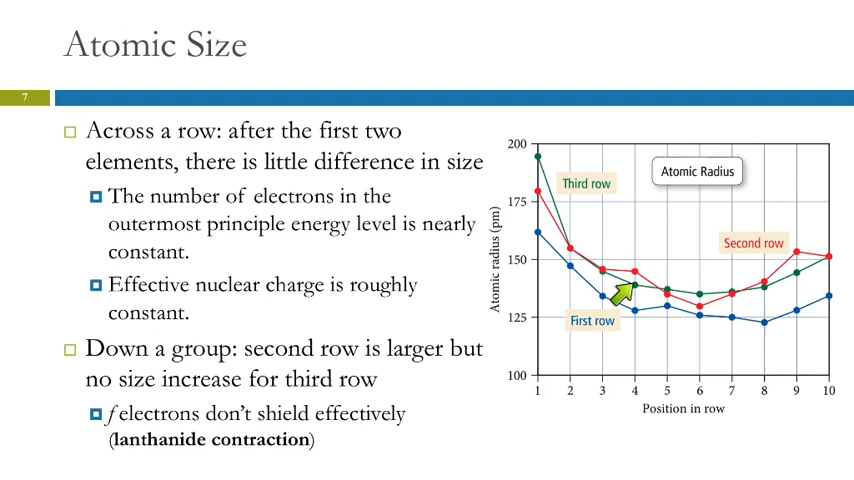 Atomic Size
7
Across a row: after the first two
elements, there is little difference in size
The number of electrons in the
outermost principle energy level is nearly
constant.
Effective nuclear charge is roughly
constant.
Down a group: second row is larger but
no size increase for third row
f electrons don't shield effectively
(lanthanide contraction)
Atomic Radius
Third row
Second row
First row
Atomic radius (pm)
200
175
150
125
100
1 2 3 4 5 6 7 8 9 10
Position in row